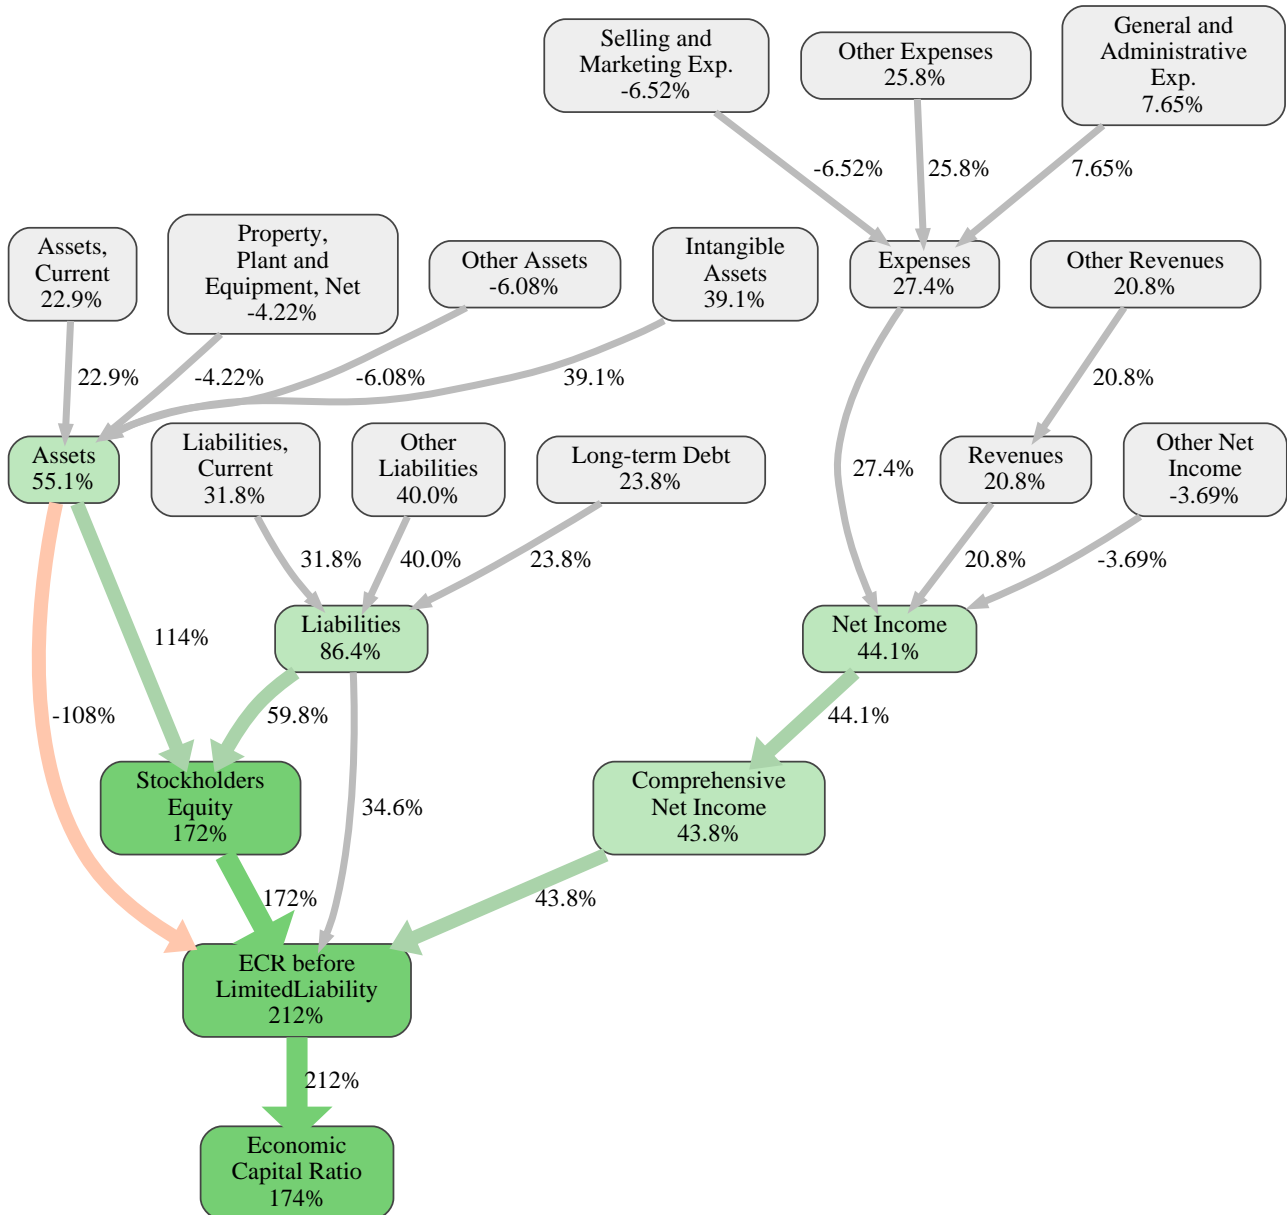 Selling and
Marketing Exp.
-6.52%
Other Expenses
25.8%
General and
Administrative
Exp.
7.65%
-6.52%
25.8%
7.65%
Assets,
Current
22.9%
Property,
Plant and
Equipment, Net
-4.22%
Other Assets
-6.08%
Intangible
Assets
39.1%
Expenses
27.4%
Other Revenues
20.8%
22.9%
-4.22%
-6.08%
39.1%
20.8%
Assets
55.1%
Liabilities,
Current
31.8%
Other
Liabilities
40.0%
Long-term Debt
23.8%
27.4%
Revenues
20.8%
Other Net
Income
-3.69%
31.8%
40.0%
23.8%
20.8%
-3.69%
114%
Liabilities
86.4%
Net Income
44.1%
-108%
59.8%
44.1%
Stockholders
Equity
172%
34.6%
Comprehensive
Net Income
43.8%
172%
43.8%
ECR before
LimitedLiability
212%
212%
Economic
Capital Ratio
174%